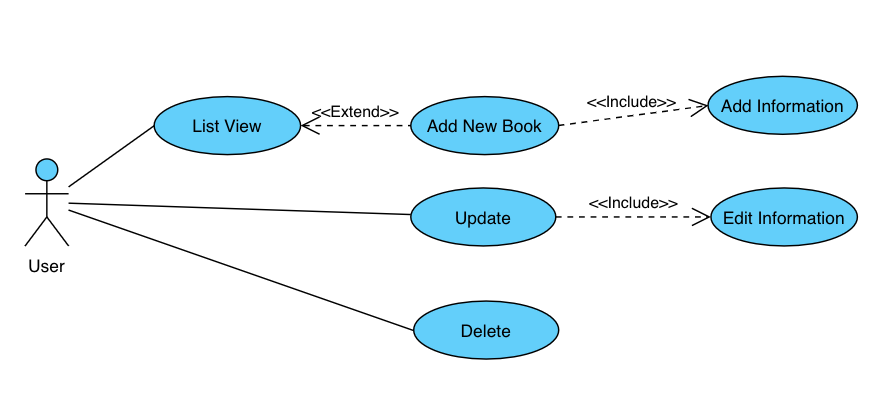 List View
<<Extend>>
Add New Book
<<Include>>
Add Information
User
Update
<<Include>>
Edit Information
Delete